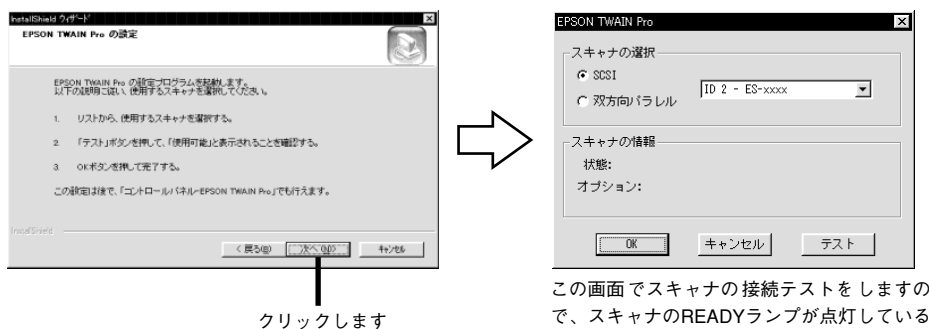 InstallShield ウィザード
EPSON TWAIN Pro の設定
EPSON TWAIN Pro の設定プログラムを起動します。
以下の説明に従い、使用するスキャナを選択してください。
1. リストから、使用するスキャナを選択する。
2. 「テスト」ボタンを押して、「使用可能」と表示されることを確認する。
3. OKボタンを押して完了する。
この設定は後で、「コントロールパネル-EPSON TWAIN Pro」でも行えます。
InstallShield
< 戻る(B)
次へ(N)>
キャンセル
クリックします
EPSON TWAIN Pro
スキャナの選択
SCSI
双方向パラレル
ID 2 - ES-xxxx
スキャナの情報
状態:
オプション:
OK
キャンセル
テスト
この画面でスキャナの接続テストをしますの
で、スキャナのREADYランプが点灯している